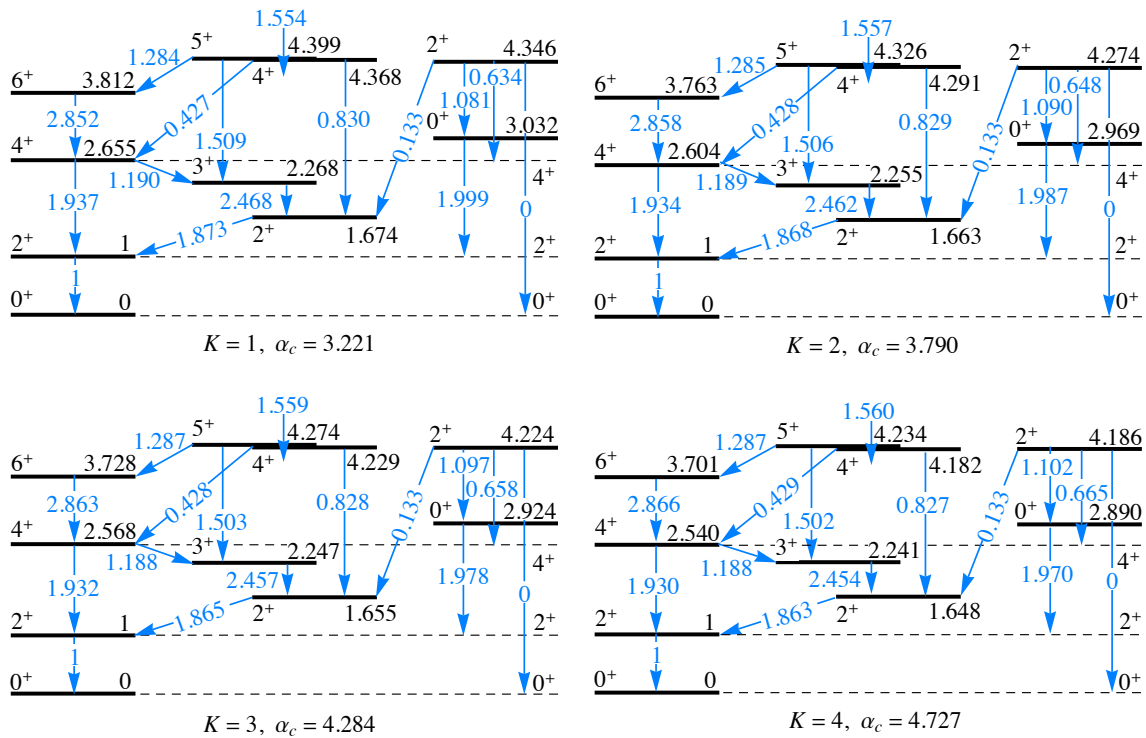 1.554
5⁺ 4.399 2⁺ 4.346
1.284
6⁺ 3.812 4⁺ 4.368 0.634
1.081
2.852 0.427 1.509 0.830 0.133 0⁺ 3.032
4⁺ 2.655 3⁺ 2.268
1.190 4⁺
1.937 2.468 1.999 0
1.873 2⁺ 1.674
2⁺ 1 2⁺
1
0⁺ 0 0⁺
K = 1, α_c = 3.221
1.557
5⁺ 4.326 2⁺ 4.274
1.285
6⁺ 3.763 4⁺ 4.291 0.648
1.090
2.858 0.428 1.506 0.829 0.133 0⁺ 2.969
4⁺ 2.604 3⁺ 2.255
1.189 4⁺
1.934 2.462 1.987 0
1.868 2⁺ 1.663
2⁺ 1 2⁺
1
0⁺ 0 0⁺
K = 2, α_c = 3.790
1.559
5⁺ 4.274 2⁺ 4.224
1.287
6⁺ 3.728 4⁺ 4.229 1.097
0.658
2.863 0.428 1.503 0.828 0.133 0⁺ 2.924
4⁺ 2.568 3⁺ 2.247
1.188 4⁺
1.932 2.457 1.978 0
1.865 2⁺ 1.655
2⁺ 1 2⁺
1
0⁺ 0 0⁺
K = 3, α_c = 4.284
1.560
5⁺ 4.234 2⁺ 4.186
1.287
6⁺ 3.701 4⁺ 4.182 1.102
0.665
2.866 0.429 1.502 0.827 0.133 0⁺ 2.890
4⁺ 2.540 3⁺ 2.241
1.188 4⁺
1.930 2.454 1.970 0
1.863 2⁺ 1.648
2⁺ 1 2⁺
1
0⁺ 0 0⁺
K = 4, α_c = 4.727